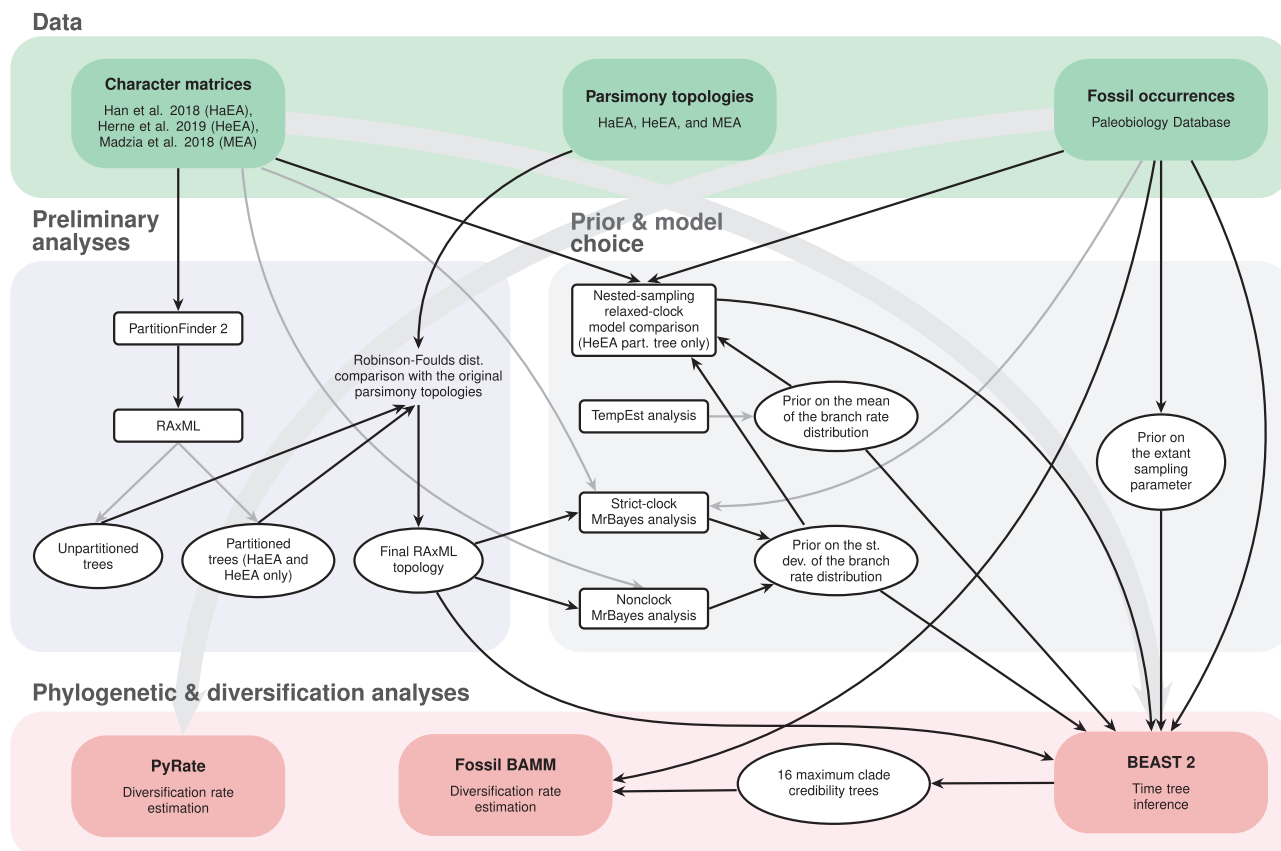 Data
Character matrices
Han et al. 2018 (HaEA),
Herne et al. 2019 (HeEA),
Madzia et al. 2018 (MEA)
Parsimony topologies
HaEA, HeEA, and MEA
Fossil occurrences
Paleobiology Database
Preliminary
analyses
PartitionFinder 2
RAxML
Unpartitioned
trees
Partitioned
trees (HaEA and
HeEA only)
Robinson-Foulds dist.
comparison with the original
parsimony topologies
Final RAxML
topology
Prior & model
choice
Nested-sampling
relaxed-clock
model comparison
(HeEA part. tree only)
TempEst analysis
Prior on the mean
of the branch rate
distribution
Strict-clock
MrBayes analysis
Prior on the st.
dev. of the branch
rate distribution
Nonclock
MrBayes analysis
Prior on
the extant
sampling
parameter
Phylogenetic & diversification analyses
PyRate
Diversification rate
estimation
Fossil BAMM
Diversification rate
estimation
16 maximum clade
credibility trees
BEAST 2
Time tree
inference